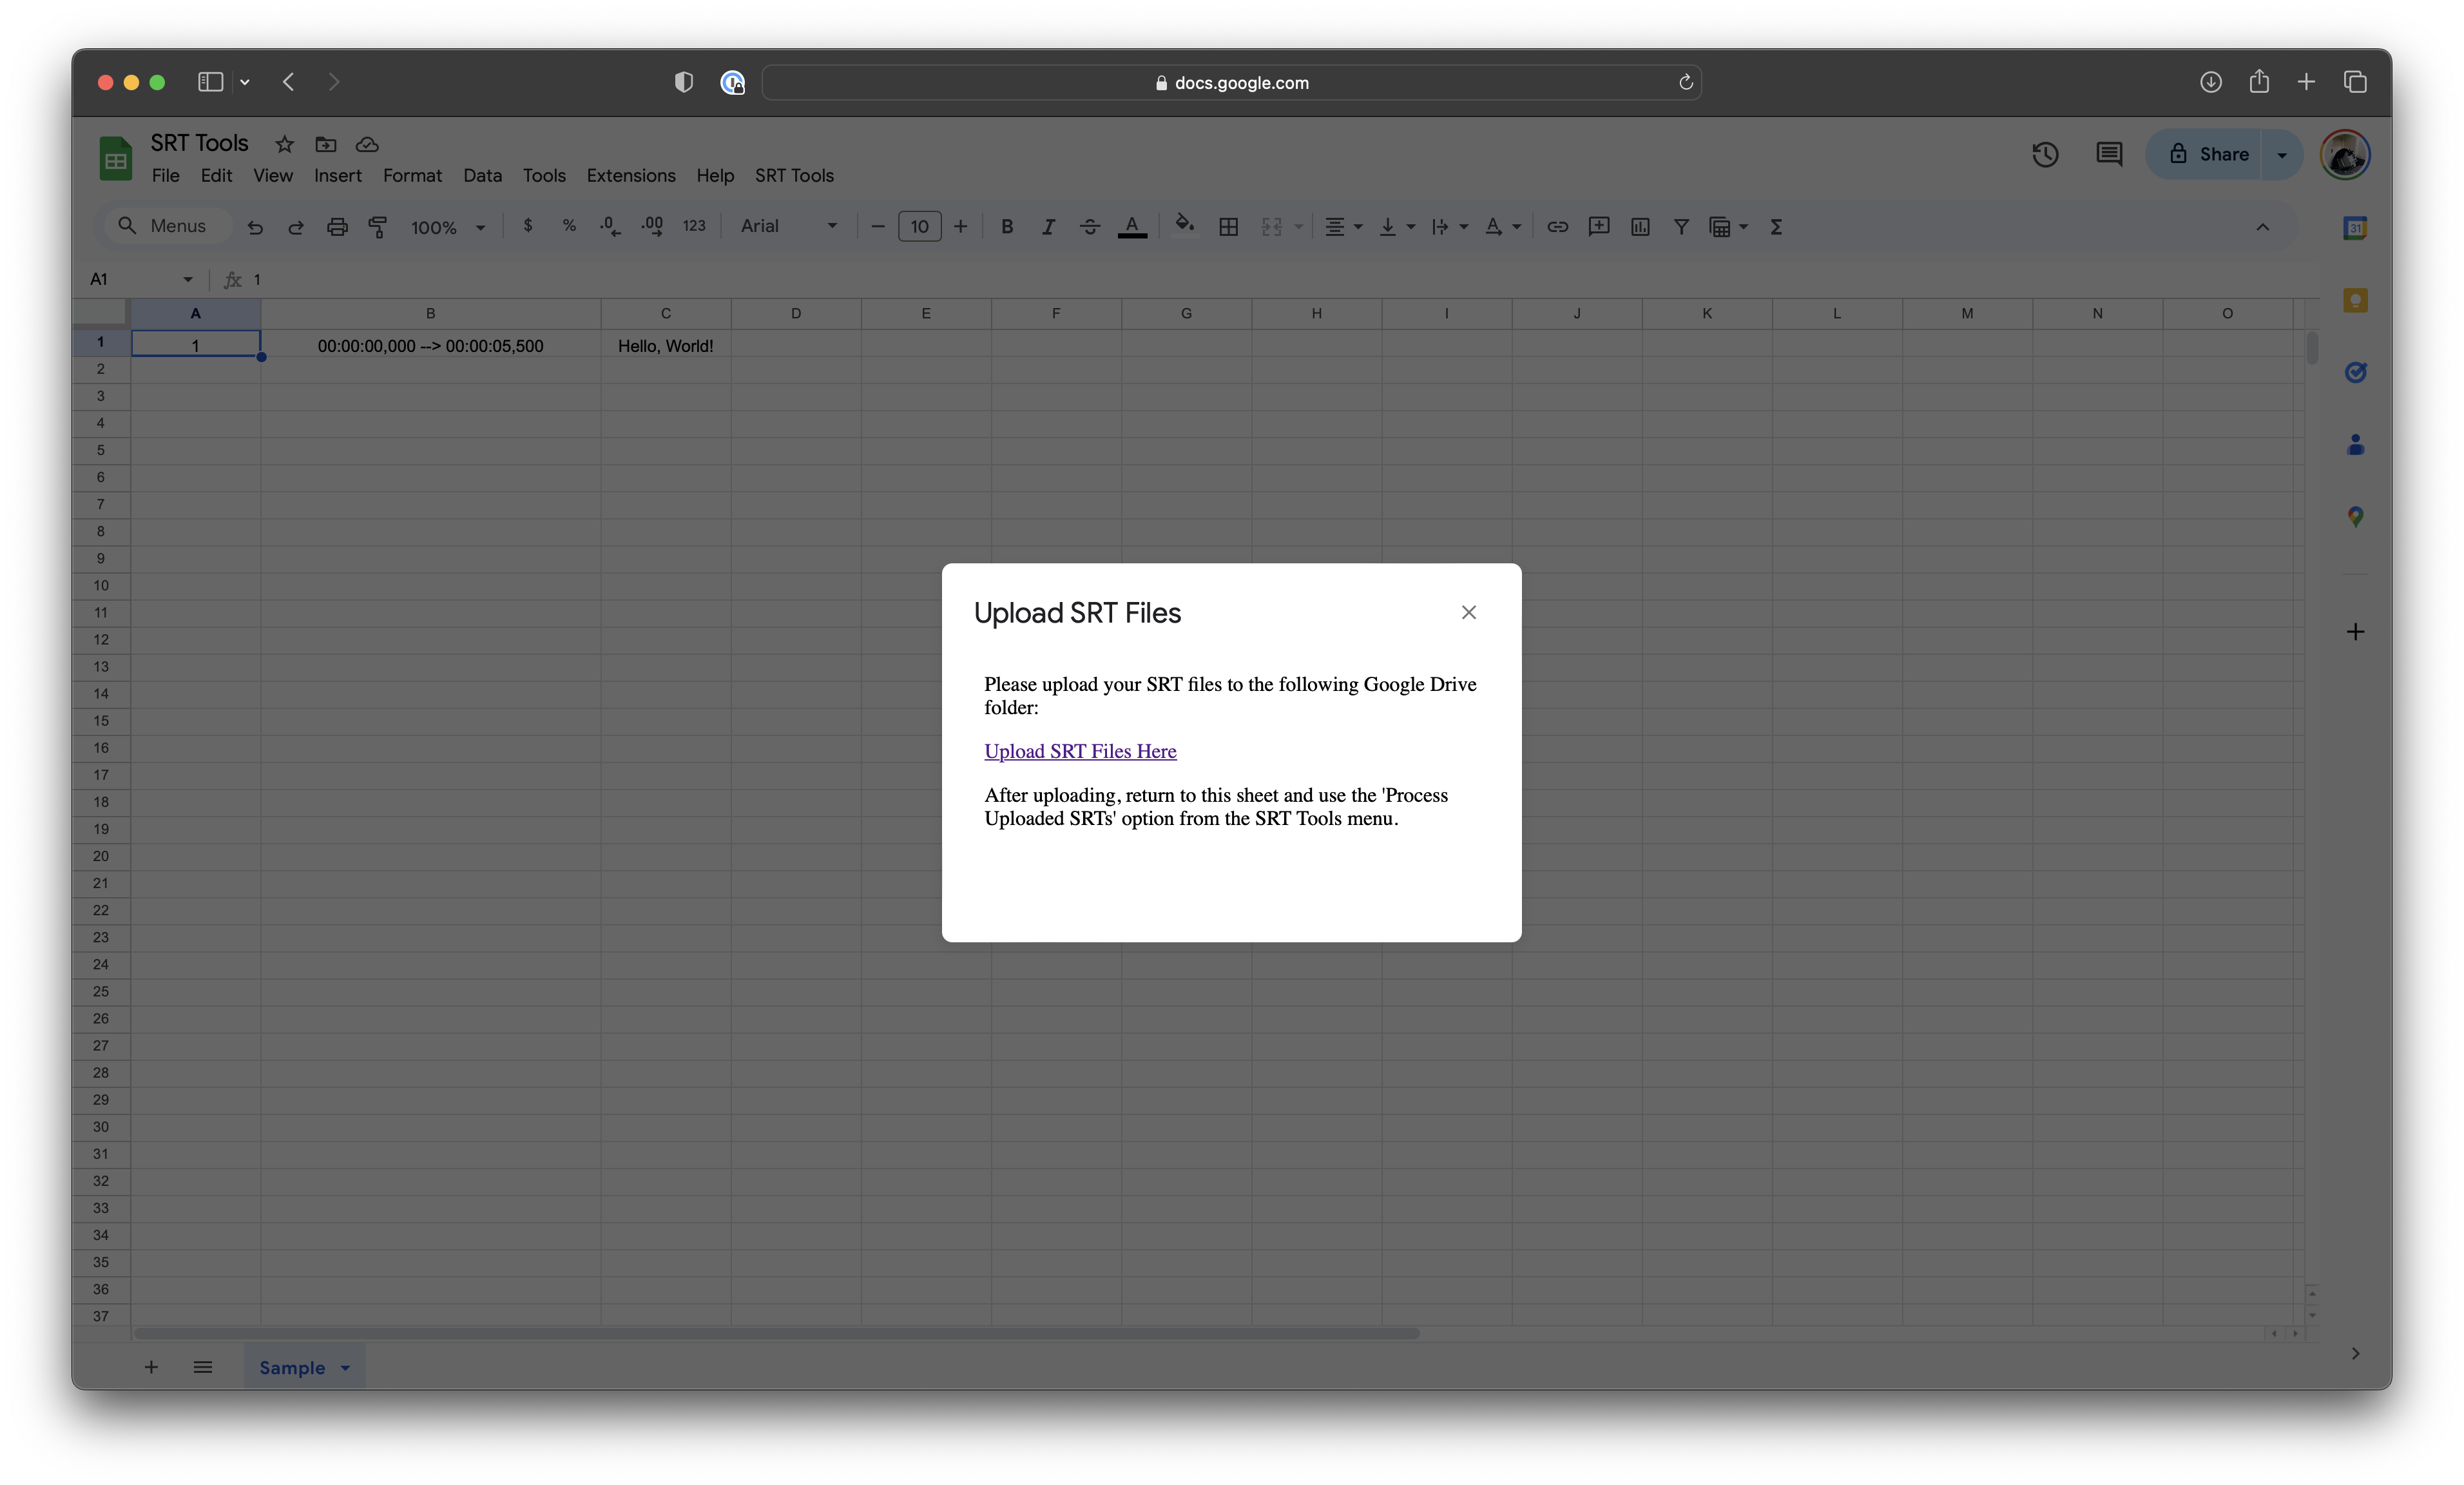 docs.google.com
SRT Tools
File Edit View Insert Format Data Tools Extensions Help SRT Tools
Share
Menus 100% $ % .0 .00 123 Arial 10 B I A Σ
31
A1 fx 1
A B C D E F G H I J K L M N O
1 1 00:00:00,000 --> 00:00:05,500 Hello, World!
2
3
4
5
6
7
8
9
10
11
12
13
14
15
16
17
18
19
20
21
22
23
24
25
26
27
28
29
30
31
32
33
34
35
36
37
Upload SRT Files
Please upload your SRT files to the following Google Drive
folder:
Upload SRT Files Here
After uploading, return to this sheet and use the 'Process
Uploaded SRTs' option from the SRT Tools menu.
Sample